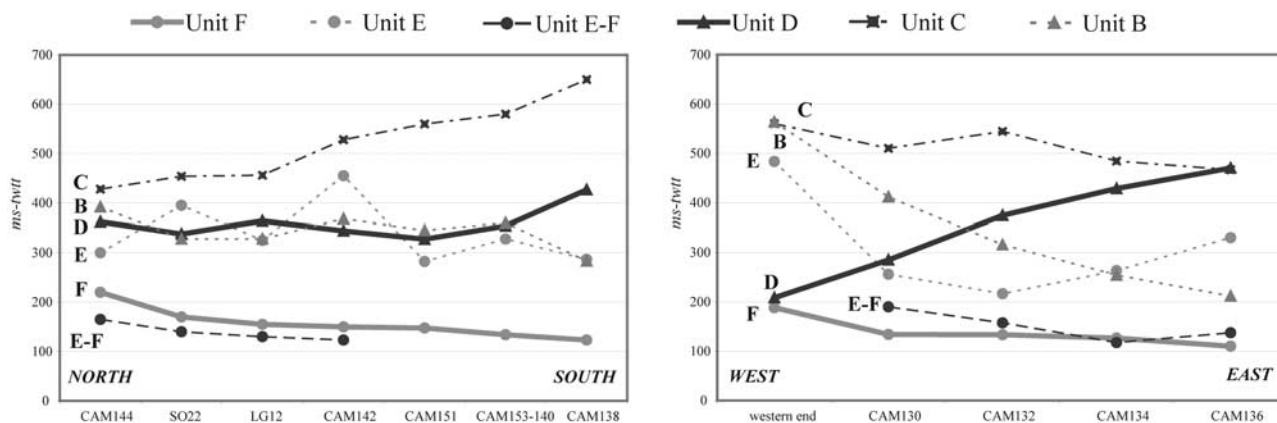 Unit F Unit E Unit E-F Unit D Unit C Unit B
700
600
500
400
300
200
100
0
ms-twtt
C
B
D
E
F
E-F
NORTH SOUTH
CAM144 SO22 LG12 CAM142 CAM151 CAM153-140 CAM138
700
600
500
400
300
200
100
0
ms-twtt
C
B
E
D
E-F
F
WEST EAST
western end CAM130 CAM132 CAM134 CAM136